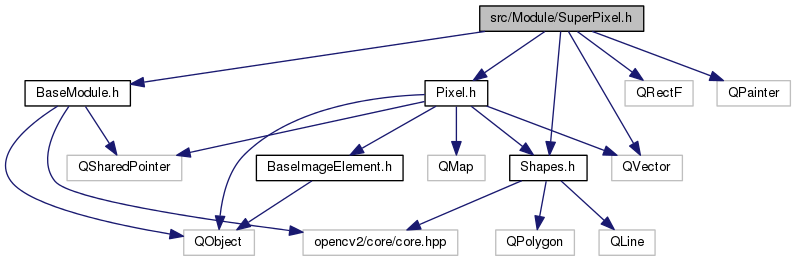 src/Module/SuperPixel.h
BaseModule.h
Pixel.h
QRectF
QPainter
QSharedPointer
BaseImageElement.h
QMap
Shapes.h
QVector
QObject
opencv2/core/core.hpp
QPolygon
QLine